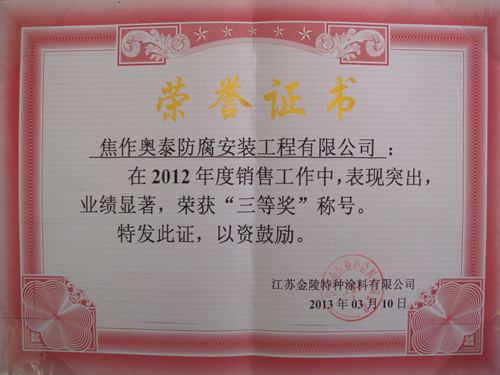 荣誉证书
焦作奥泰防腐安装工程有限公司：
在2012年度销售工作中，表现突出，
业绩显著，荣获“三等奖”称号。
特发此证，以资鼓励。
江苏金陵特种涂料有限公司
2013年03月10日